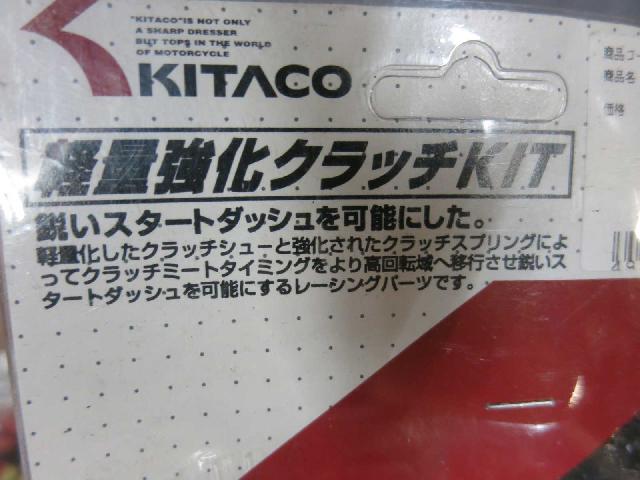 "KITACO"IS NOT ONLY
A SHARP DRESSER
BUT TOPS IN THE WORLD
OF MOTORCYCLE
KITACO
軽量強化クラッチKIT
鋭いスタートダッシュを可能にした。
軽量化したクラッチシューと強化されたクラッチスプリングによ
ってクラッチミートタイミングをより高回転域へ移行させ鋭いス
タートダッシュを可能にするレーシングパーツです。
商品コー
商品名
価格